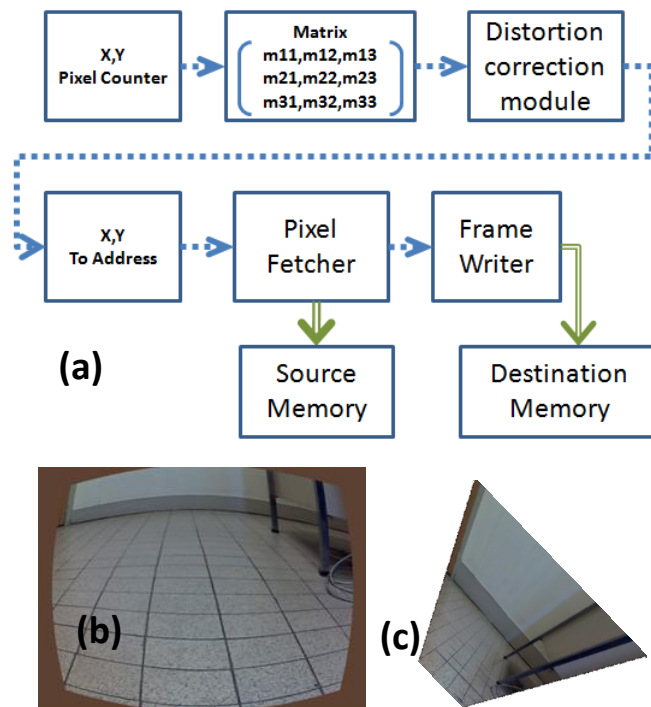 X,Y
Pixel Counter
Matrix
m11,m12,m13
m21,m22,m23
m31,m32,m33
Distortion
correction
module
X,Y
To Address
Pixel
Fetcher
Frame
Writer
(a)
Source
Memory
Destination
Memory
(b)
(c)